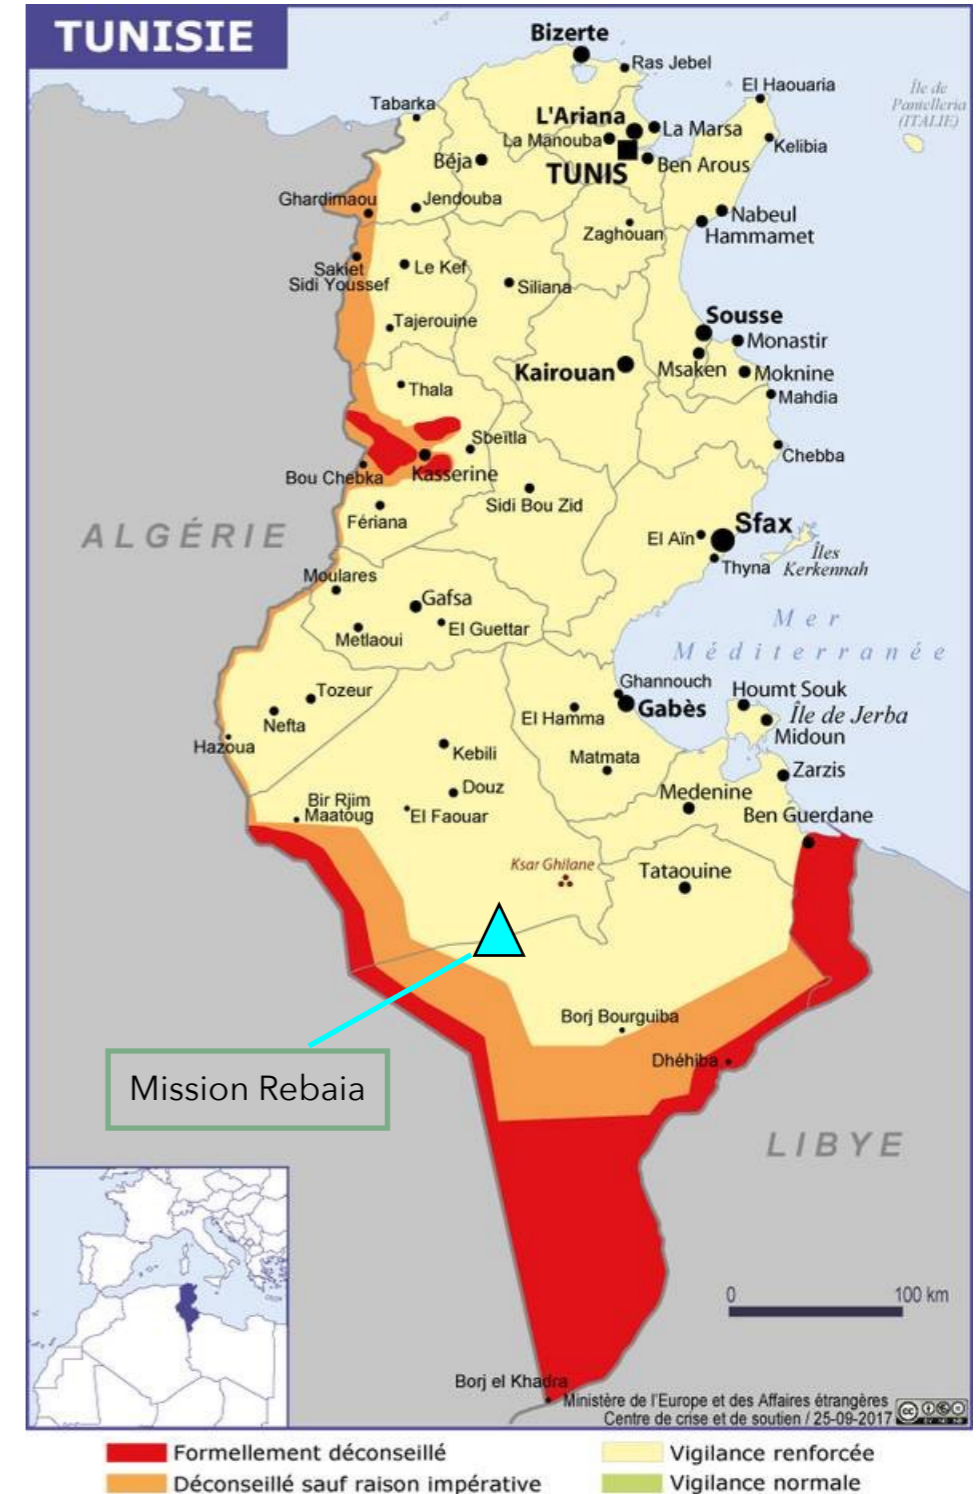 TUNISIE
Bizerte
Ras Jebel
El Haouaria
Île de
Pantelleria
(ITALIE)
Tabarka
L'Ariana
La Marsa
La Manouba
Kelibia
Béja
TUNIS
Ben Arous
Ghardimaou
Jendouba
Nabeul
Zaghouan
Hammamet
Sakiet
Sidi Youssef
Le Kef
Siliana
Sousse
Tajerouine
Monastir
Kairouan
Msaken
Moknine
Thala
Mahdia
Sbeïtla
Chebba
Bou Chebka
Kasserine
Sidi Bou Zid
Fériana
ALGÉRIE
El Aïn
Sfax
Îles
Kerkennah
Thyna
Moulares
Gafsa
El Guettar
Metlaoui
Mer
Méditerranée
Ghannouch
Houmt Souk
Tozeur
Gabès
Île de Jerba
Nefta
El Hamma
Midoun
Hazoua
Kebili
Matmata
Zarzis
Douz
Medenine
Bir Rjim
Maatoug
El Faouar
Ben Guerdane
Ksar Ghilane
Tataouine
Borj Bourguiba
Dhéhiba
Mission Rebaia
LIBYE
0
100 km
Borj el Khadra
Ministère de l'Europe et des Affaires étrangères
Centre de crise et de soutien / 25-09-2017
Formellement déconseillé
Vigilance renforcée
Déconseillé sauf raison impérative
Vigilance normale